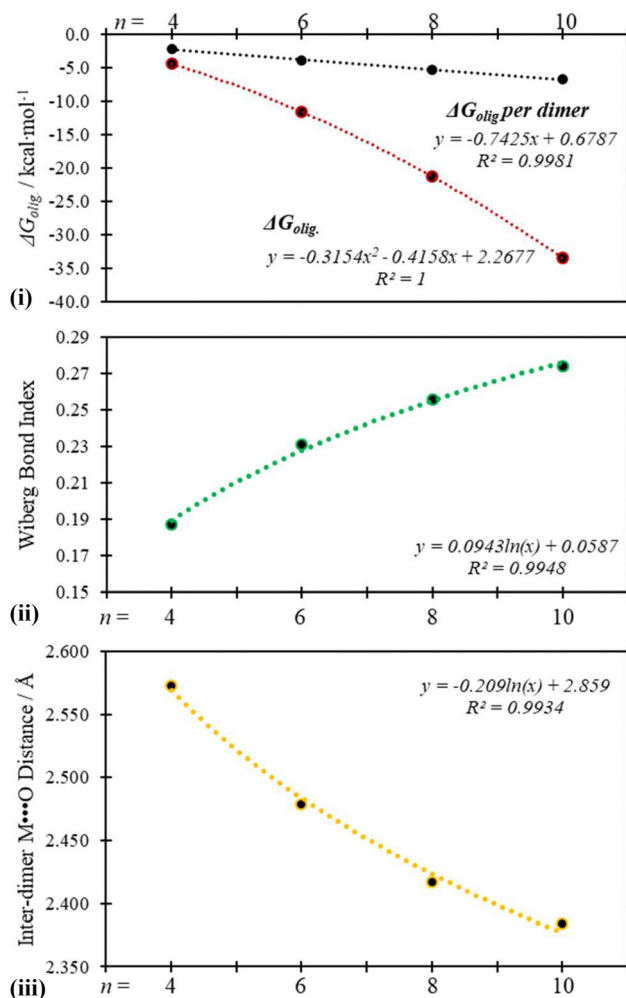 n = 4 6 8 10
0.0
-5.0
-10.0
-15.0
-20.0
-25.0
-30.0
-35.0
-40.0
ΔGolig. / kcal·mol-1
ΔGolig per dimer
y = -0.7425x + 0.6787
R² = 0.9981
ΔGolig.
y = -0.3154x² - 0.4158x + 2.2677
R² = 1
(i)
0.29
0.27
0.25
0.23
0.21
0.19
0.17
0.15
Wiberg Bond Index
y = 0.0943ln(x) + 0.0587
R² = 0.9948
(ii)
n = 4 6 8 10
2.600
2.550
2.500
2.450
2.400
2.350
Inter-dimer M•••O Distance / Å
y = -0.209ln(x) + 2.859
R² = 0.9934
(iii)
n = 4 6 8 10